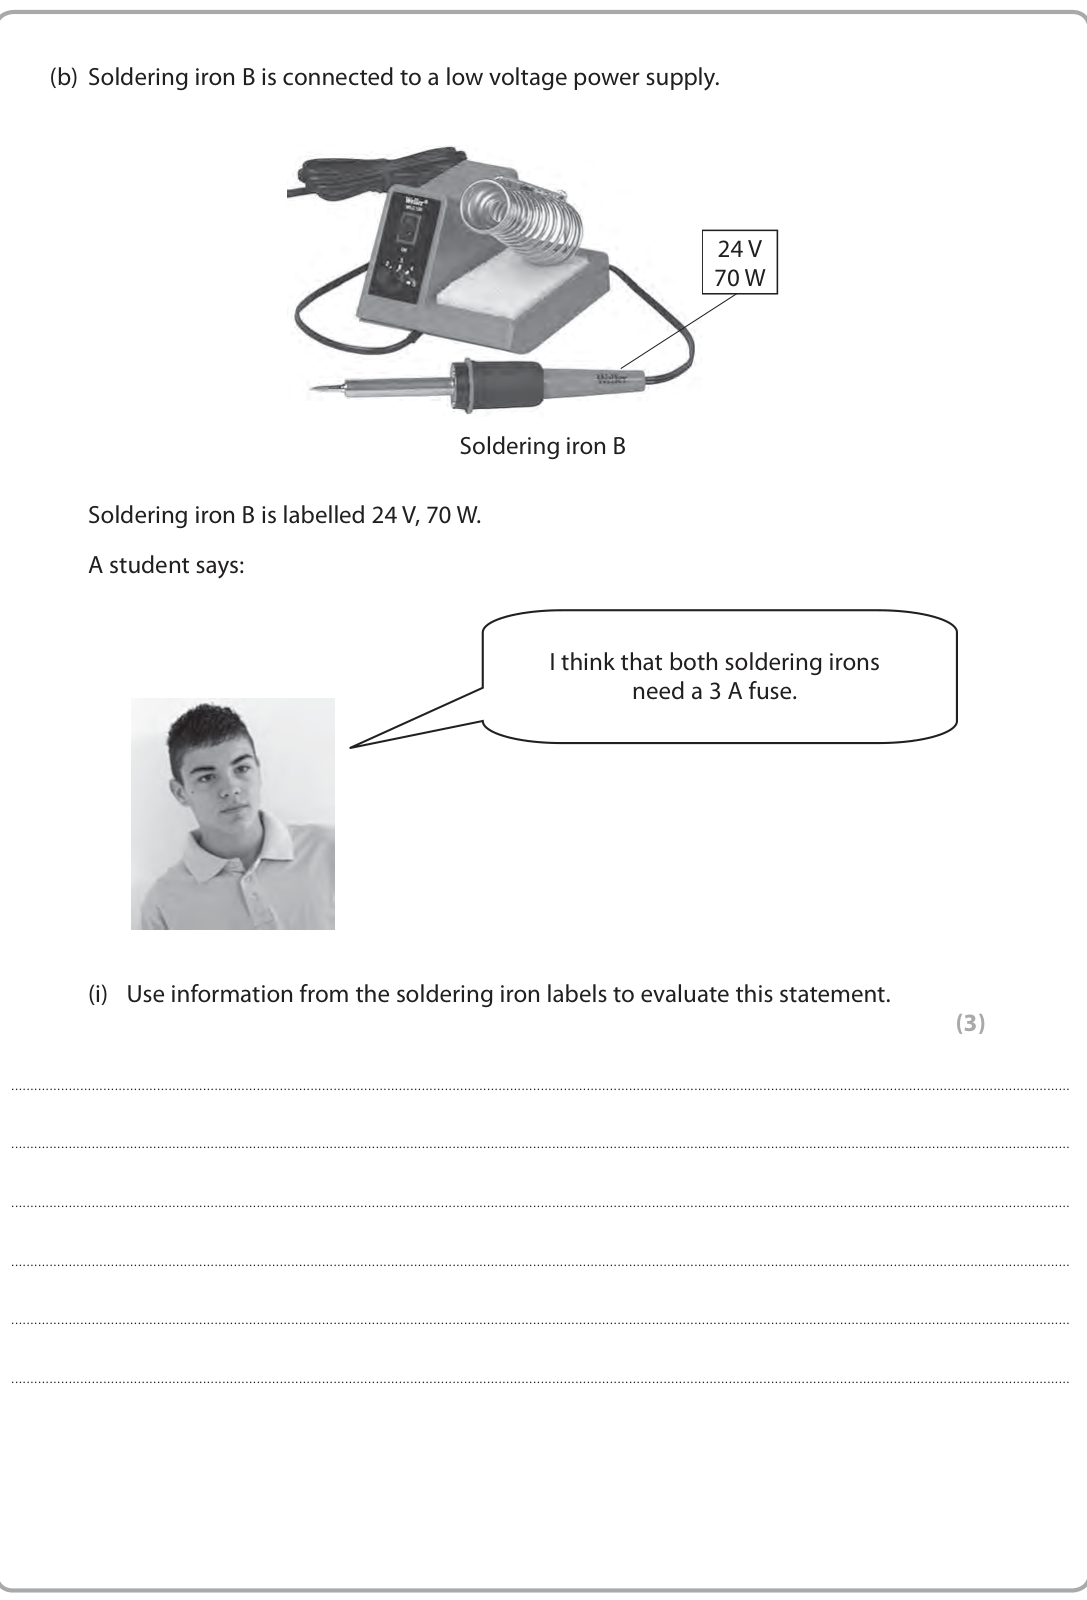 (b) Soldering iron B is connected to a low voltage power supply.
Weller
24 V
70 W
Weller
Soldering iron B
Soldering iron B is labelled 24 V, 70 W.
A student says:
I think that both soldering irons
need a 3 A fuse.
(i) Use information from the soldering iron labels to evaluate this statement.
(3)